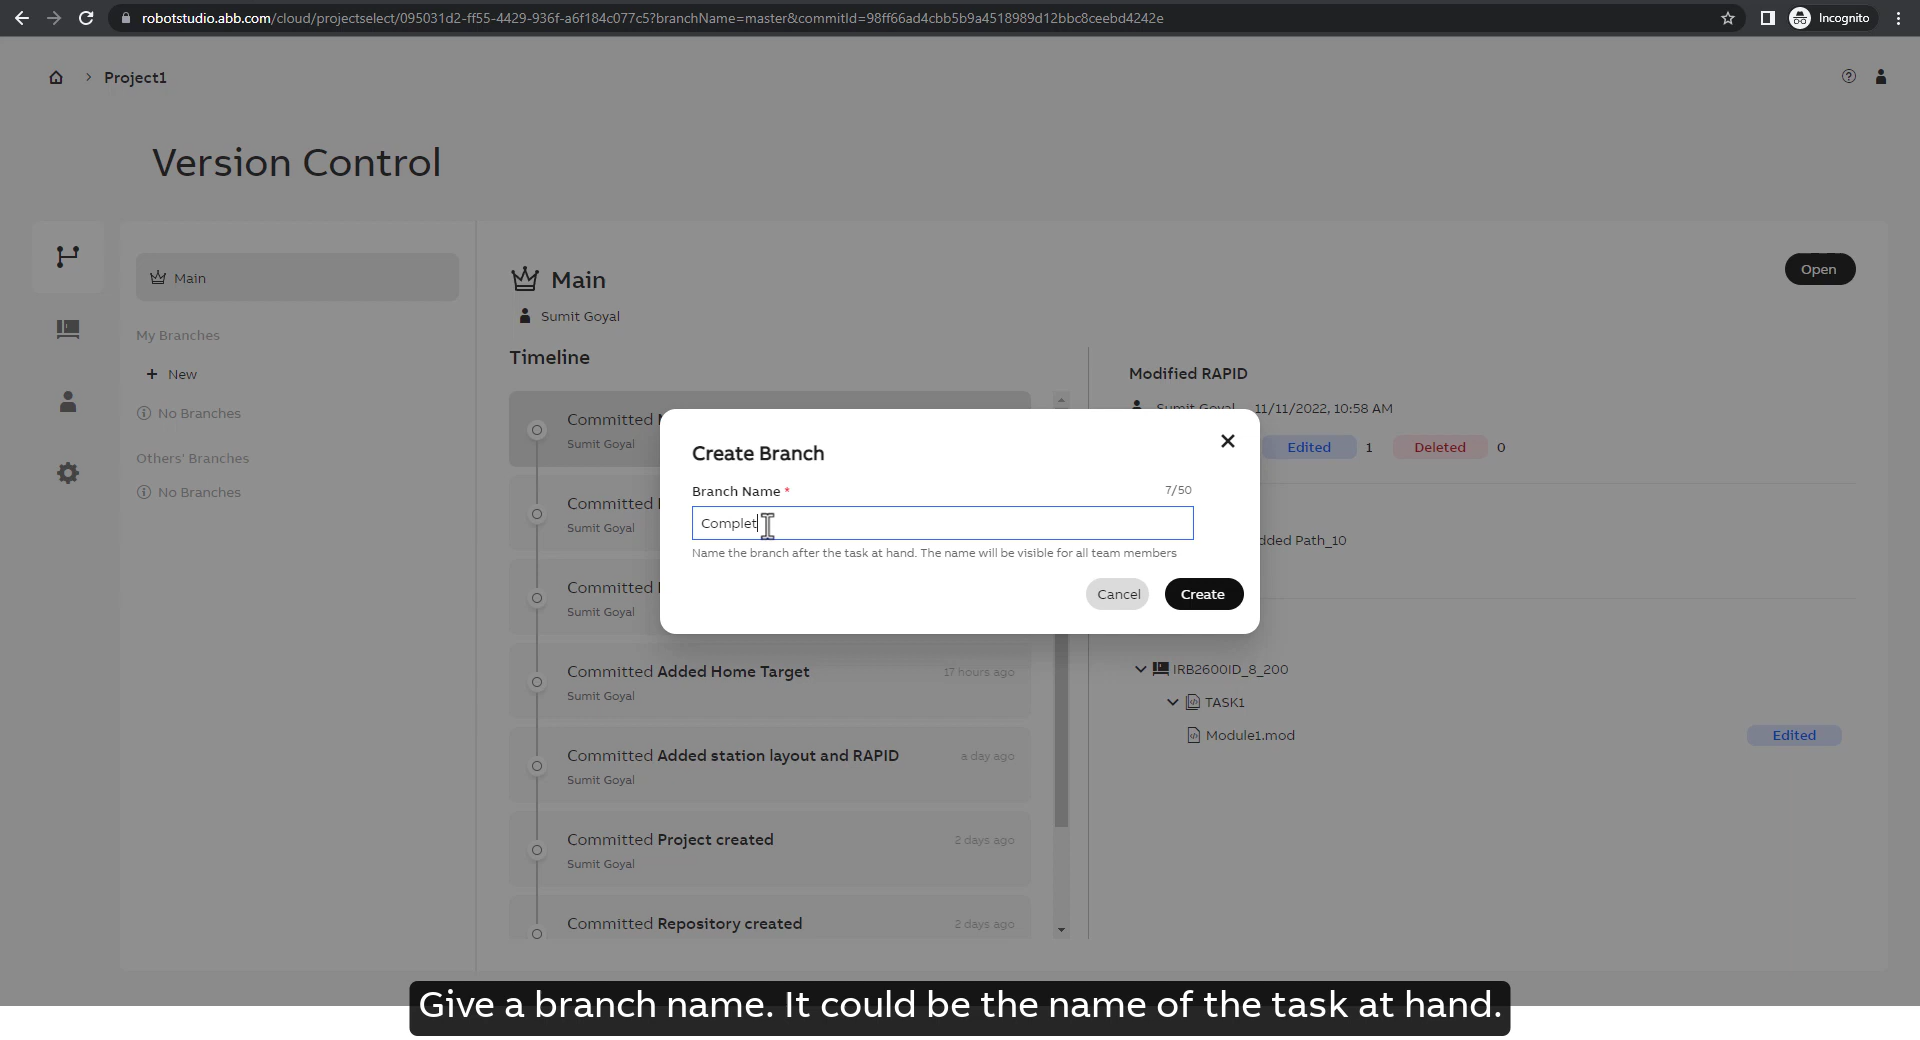 robotstudio.abb.com/cloud/projectselect/095031d2-ff55-4429-936f-a6f184c077c5?branchName=master&commitId=98ff66ad4cbb5b9a4518989d12bbc8ceebd4242e
Incognito
Project1
Version Control
Main
My Branches
New
No Branches
Others' Branches
No Branches
Main
Open
Sumit Goyal
Timeline
Committed
Sumit Goyal
Committed
Sumit Goyal
Committed
Sumit Goyal
Committed Added Home Target 17 hours ago
Sumit Goyal
Committed Added station layout and RAPID a day ago
Sumit Goyal
Committed Project created 2 days ago
Sumit Goyal
Committed Repository created 2 days ago
Modified RAPID
Sumit Goyal 11/11/2022, 10:58 AM
Edited 1 Deleted 0
dded Path_10
IRB2600ID_8_200
TASK1
Module1.mod Edited
Create Branch
Branch Name * 7/50
Complet
Name the branch after the task at hand. The name will be visible for all team members
Cancel Create
Give a branch name. It could be the name of the task at hand.